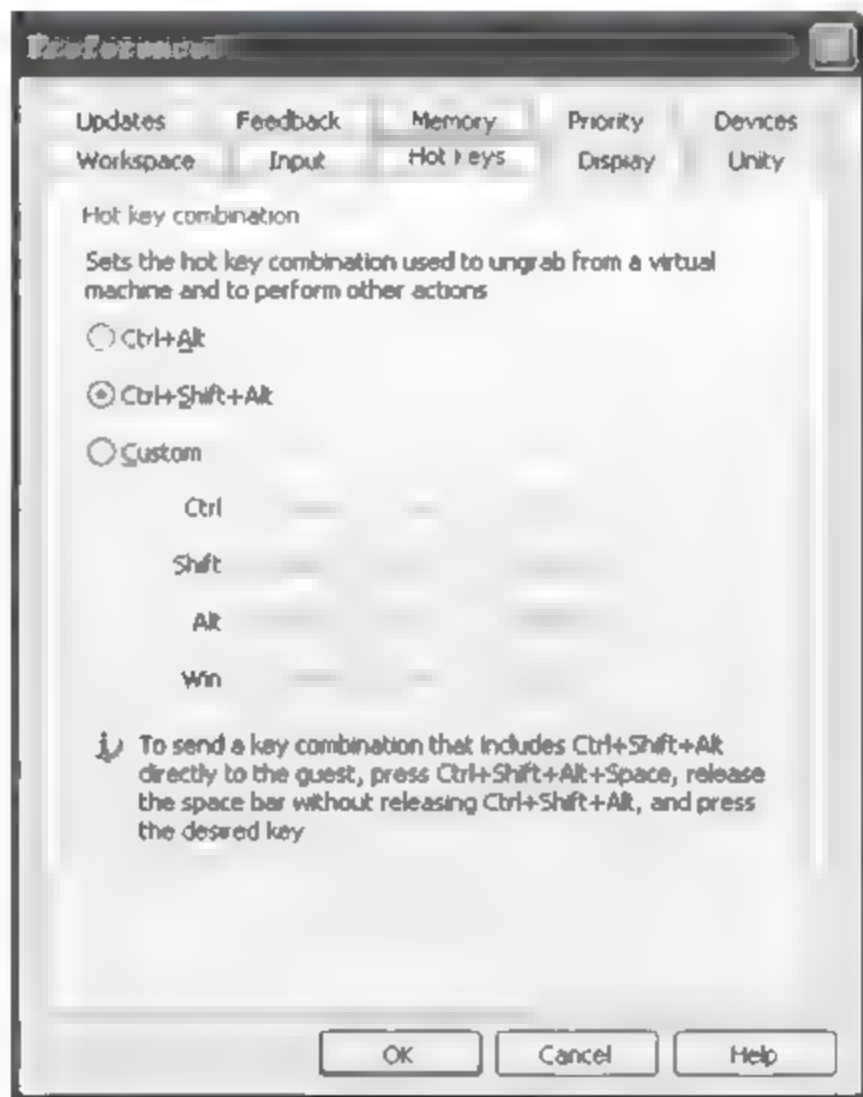 Preferences
Updates Feedback Memory Priority Devices
Workspace Input Hot Keys Display Unity
Hot key combination
Sets the hot key combination used to ungrab from a virtual
machine and to perform other actions
Ctrl+Alt
Ctrl+Shift+Alt
Custom
Ctrl
Shift
Alt
Win
To send a key combination that includes Ctrl+Shift+Alt
directly to the guest, press Ctrl+Shift+Alt+Space, release
the space bar without releasing Ctrl+Shift+Alt, and press
the desired key
OK Cancel Help